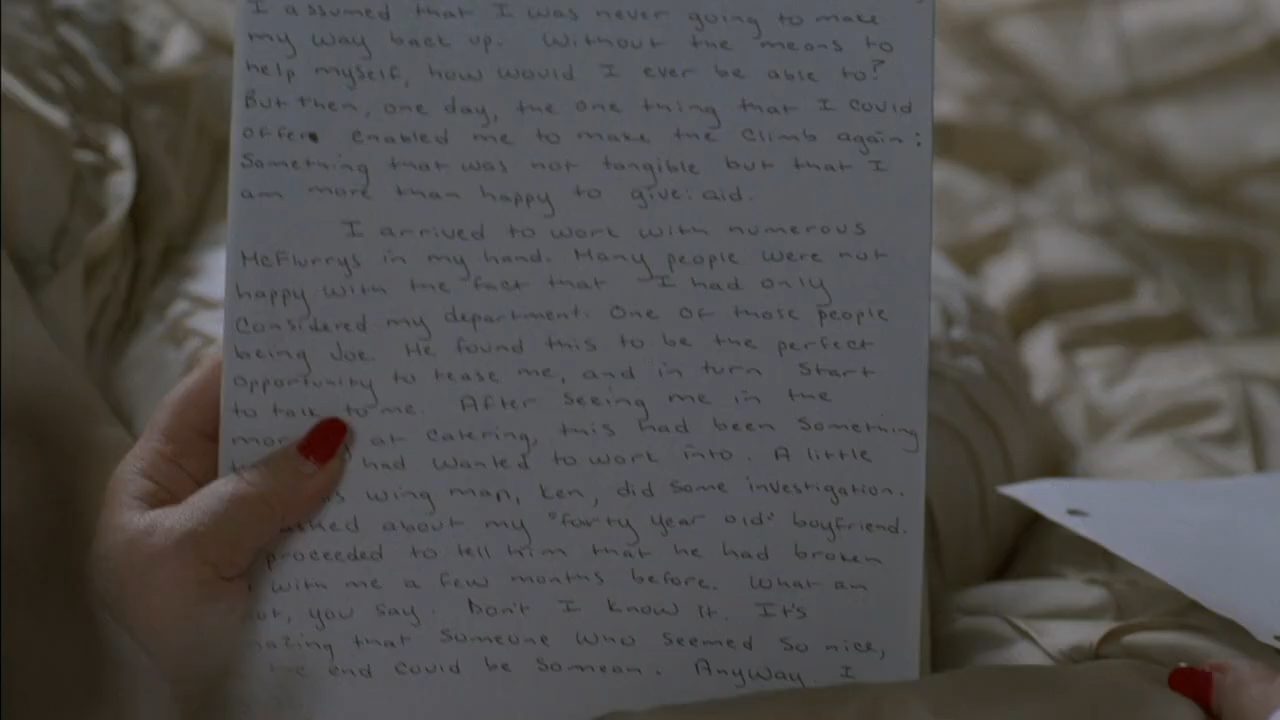 I assumed that I was never going to make
my way back up. Without the means to
help myself, how would I ever be able to?
But then, one day, the one thing that I could
offer enabled me to make the climb again:
Something that was not tangible but that I
am more than happy to give: aid.
I arrived to work with numerous
McFlurrys in my hand. Many people were not
happy with the fact that I had only
considered my department. One of those people
being Joe. He found this to be the perfect
opportunity to tease me, and in turn start
to talk to me. After seeing me in the
at catering, this had been something
had wanted to work into. A little
wing man, Ken, did some investigation.
about my "forty year old" boyfriend.
proceeded to tell him that he had broken
with me a few months before. What an
you say. Don't I know it. It's
that someone who seemed so nice,
end could be so mean. Anyway I